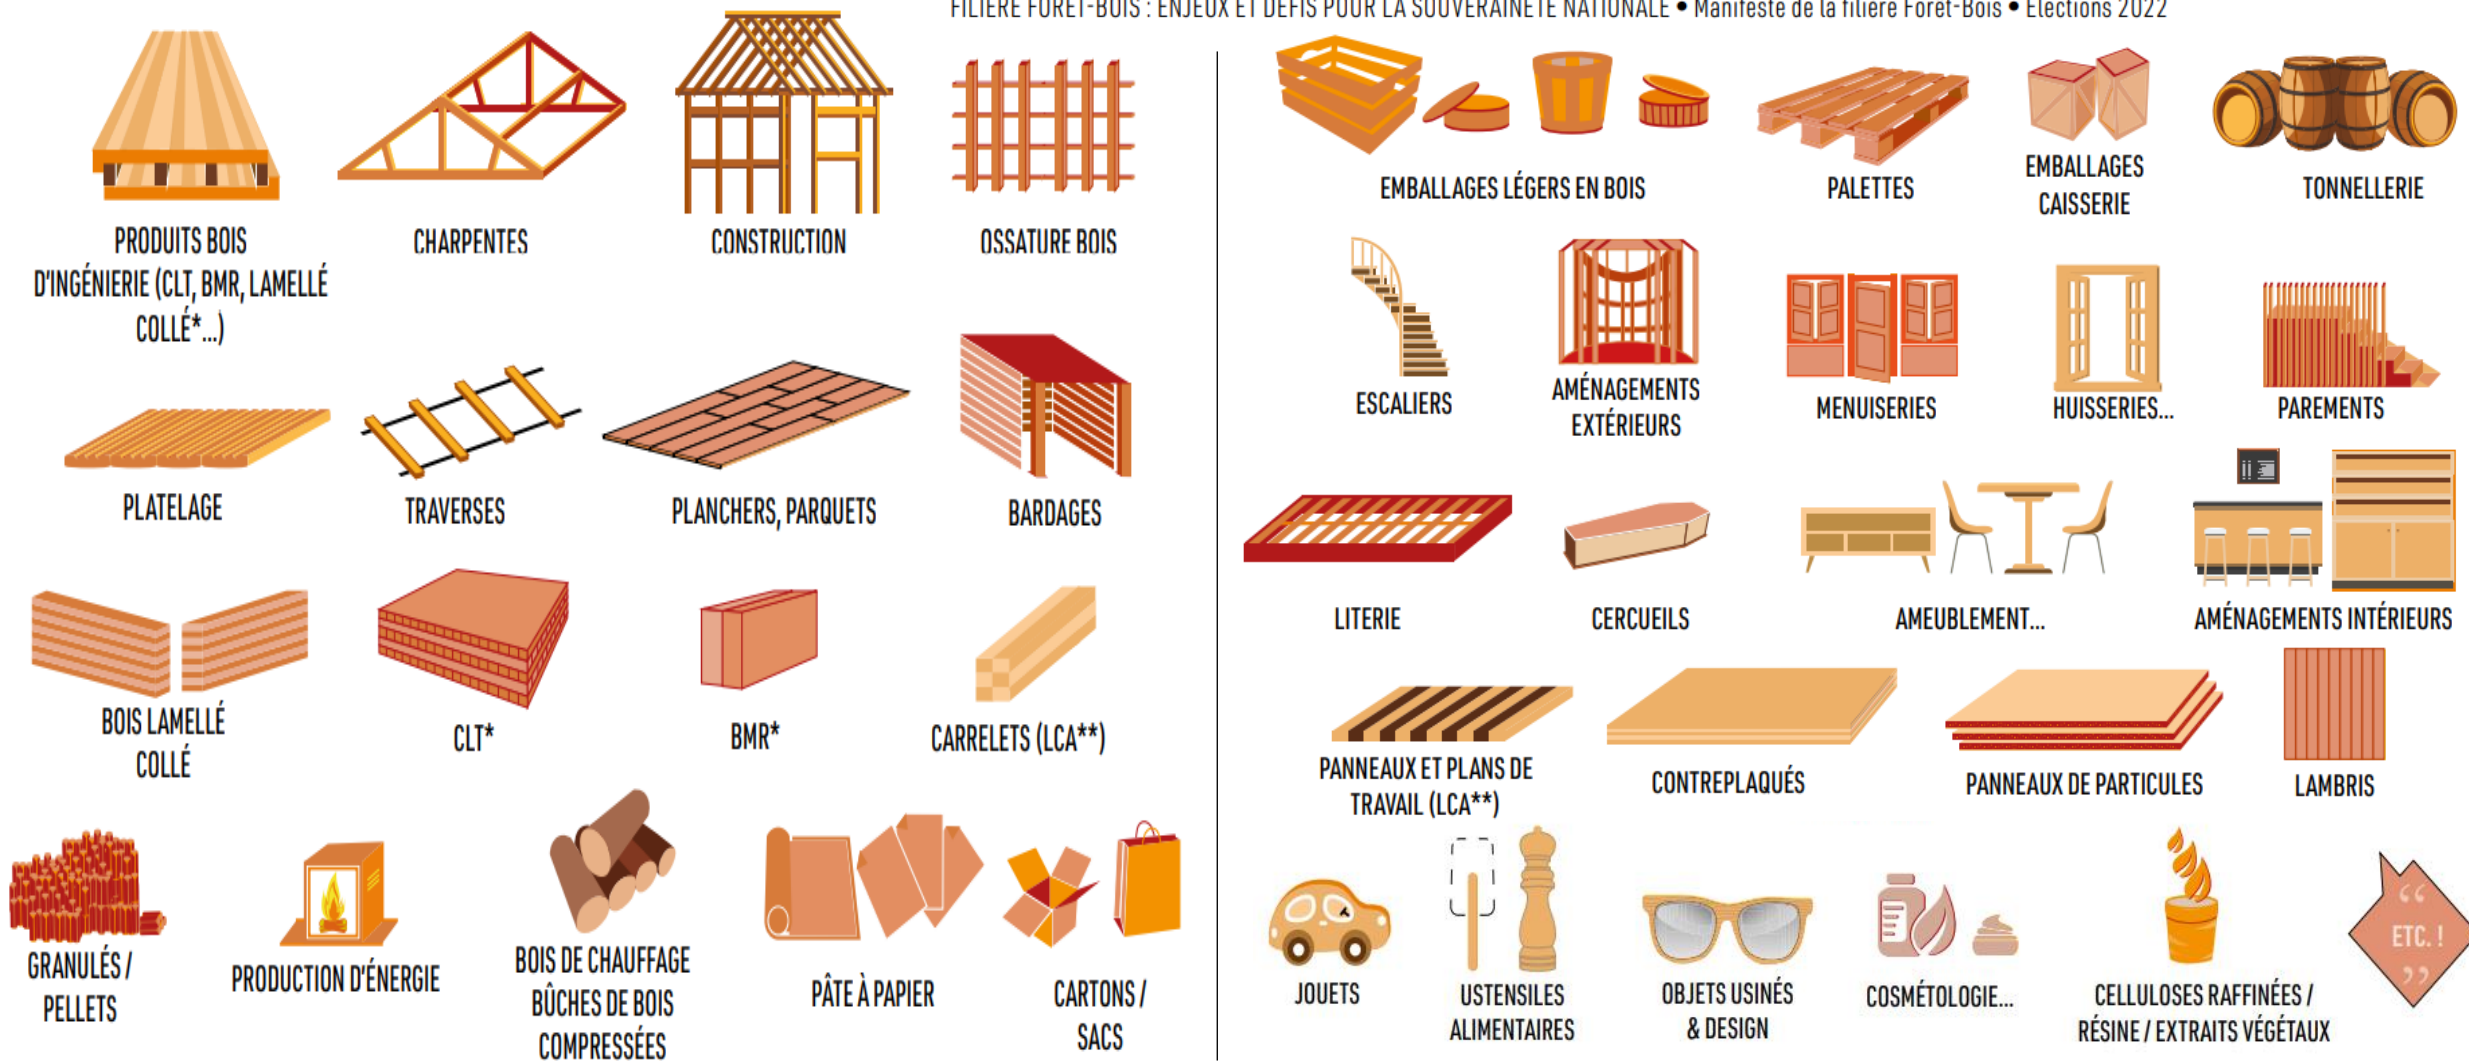 FILIÈRE FORÊT-BOIS : ENJEUX ET DÉFIS POUR LA SOUVERAINETÉ NATIONALE • Manifeste de la filière Forêt-Bois • Élections 2022
PRODUITS BOIS
D'INGÉNIERIE (CLT, BMR, LAMELLÉ
COLLÉ*...)
CHARPENTES
CONSTRUCTION
OSSATURE BOIS
PLATELAGE
TRAVERSES
PLANCHERS, PARQUETS
BARDAGES
BOIS LAMELLÉ
COLLÉ
CLT*
BMR*
CARRELETS (LCA**)
GRANULÉS /
PELLETS
PRODUCTION D'ÉNERGIE
BOIS DE CHAUFFAGE
BÛCHES DE BOIS
COMPRESSÉES
PÂTE À PAPIER
CARTONS /
SACS
EMBALLAGES LÉGERS EN BOIS
PALETTES
EMBALLAGES
CAISSERIE
TONNELLERIE
ESCALIERS
AMÉNAGEMENTS
EXTÉRIEURS
MENUISERIES
HUISSERIES...
PAREMENTS
LITERIE
CERCUEILS
AMEUBLEMENT...
AMÉNAGEMENTS INTÉRIEURS
PANNEAUX ET PLANS DE
TRAVAIL (LCA**)
CONTREPLAQUÉS
PANNEAUX DE PARTICULES
LAMBRIS
JOUETS
USTENSILES
ALIMENTAIRES
OBJETS USINÉS
& DESIGN
COSMÉTOLOGIE...
CELLULOSES RAFFINÉES /
RÉSINE / EXTRAITS VÉGÉTAUX
“
ETC. !
”